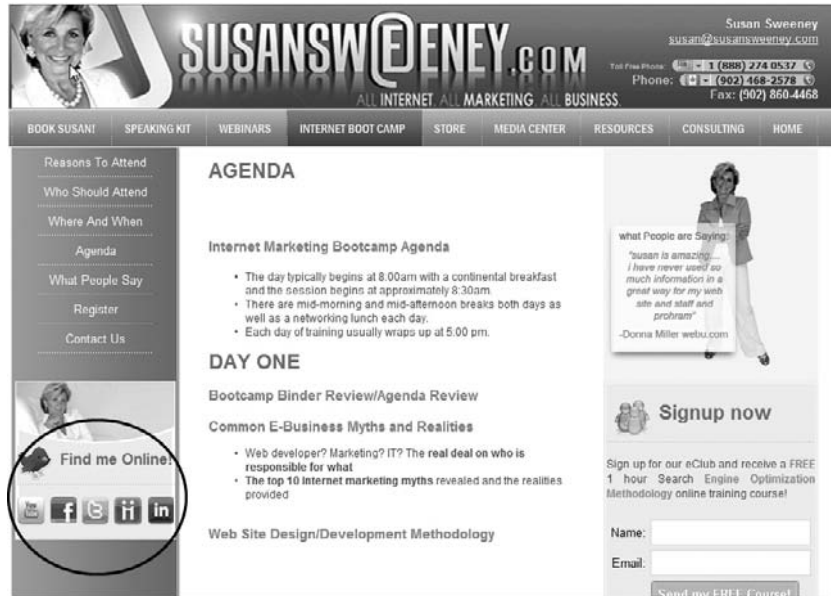 SUSANSWEENEY.COM
ALL INTERNET. ALL MARKETING. ALL BUSINESS.
Susan Sweeney
susan@susansweeney.com
Toll Free Phone: 1 (888) 274 0537
Phone: (902) 468-2578
Fax: (902) 860-4468
BOOK SUSAN! SPEAKING KIT WEBINARS INTERNET BOOT CAMP STORE MEDIA CENTER RESOURCES CONSULTING HOME
Reasons To Attend
Who Should Attend
Where And When
Agenda
What People Say
Register
Contact Us
Find me Online!
You Tube
f
t
in
AGENDA
Internet Marketing Bootcamp Agenda
• The day typically begins at 8:00am with a continental breakfast
and the session begins at approximately 8:30am.
• There are mid-morning and mid-afternoon breaks both days as
well as a networking lunch each day.
• Each day of training usually wraps up at 5:00 pm.
DAY ONE
Bootcamp Binder Review/Agenda Review
Common E-Business Myths and Realities
• Web developer? Marketing? IT? The real deal on who is
responsible for what
• The top 10 internet marketing myths revealed and the realities
provided
Web Site Design/Development Methodology
what People are Saying:
"susan is amazing....
i have never used so
much information in a
great way for my web
site and staff and
prohram"
-Donna Miller webu.com
Signup now
Sign up for our eClub and receive a FREE
1 hour Search Engine Optimization
Methodology online training course!
Name:
Email:
Send my FREE Course!